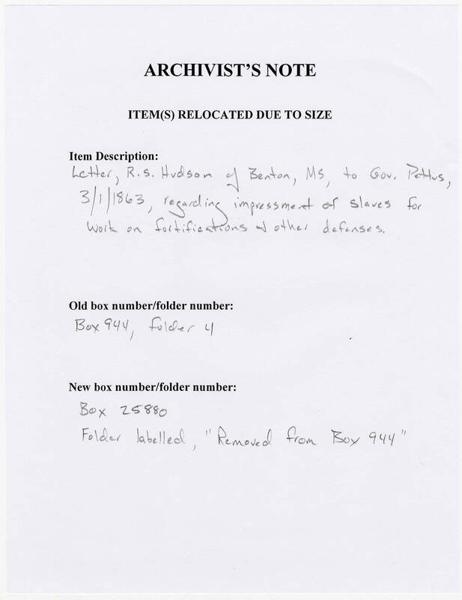 ARCHIVIST'S NOTE
ITEM(S) RELOCATED DUE TO SIZE
Item Description:
Letter, R.S. Hudson of Benton, MS, to Gov. Pettus,
3/1/1863, regarding impressment of slaves for
work on fortifications & other defenses.
Old box number/folder number:
Box 944, folder 4
New box number/folder number:
Box 25880
Folder labelled, "Removed from Box 944"